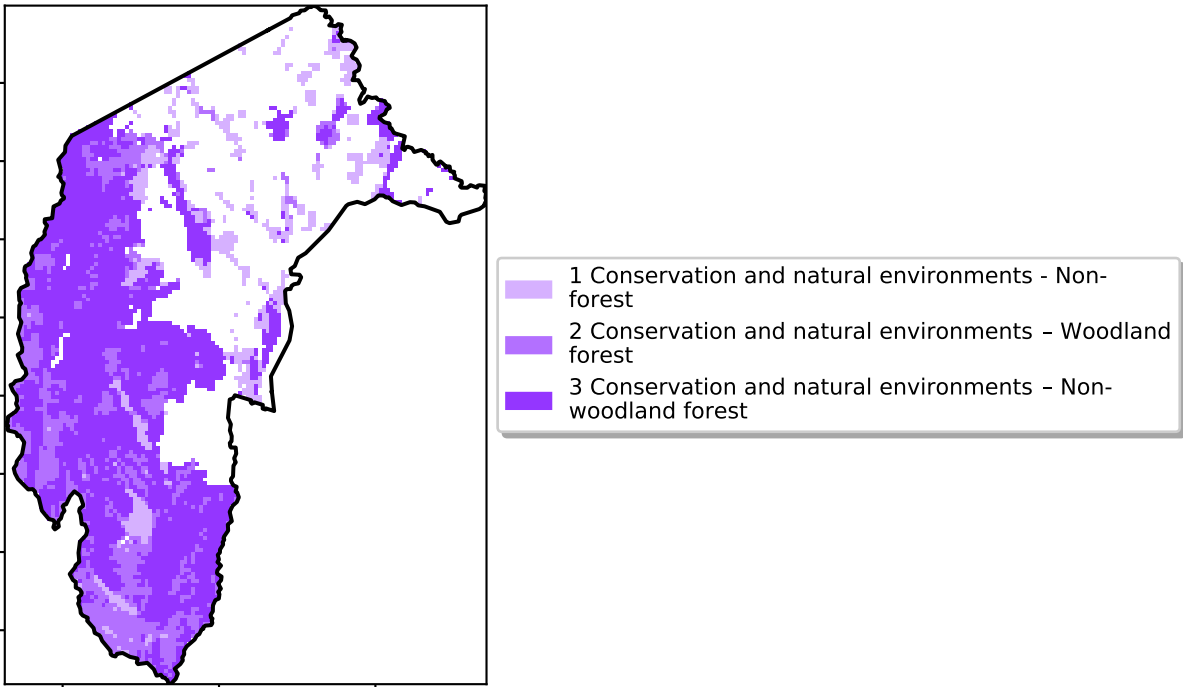 1 Conservation and natural environments - Non-
forest
2 Conservation and natural environments – Woodland
forest
3 Conservation and natural environments – Non-
woodland forest